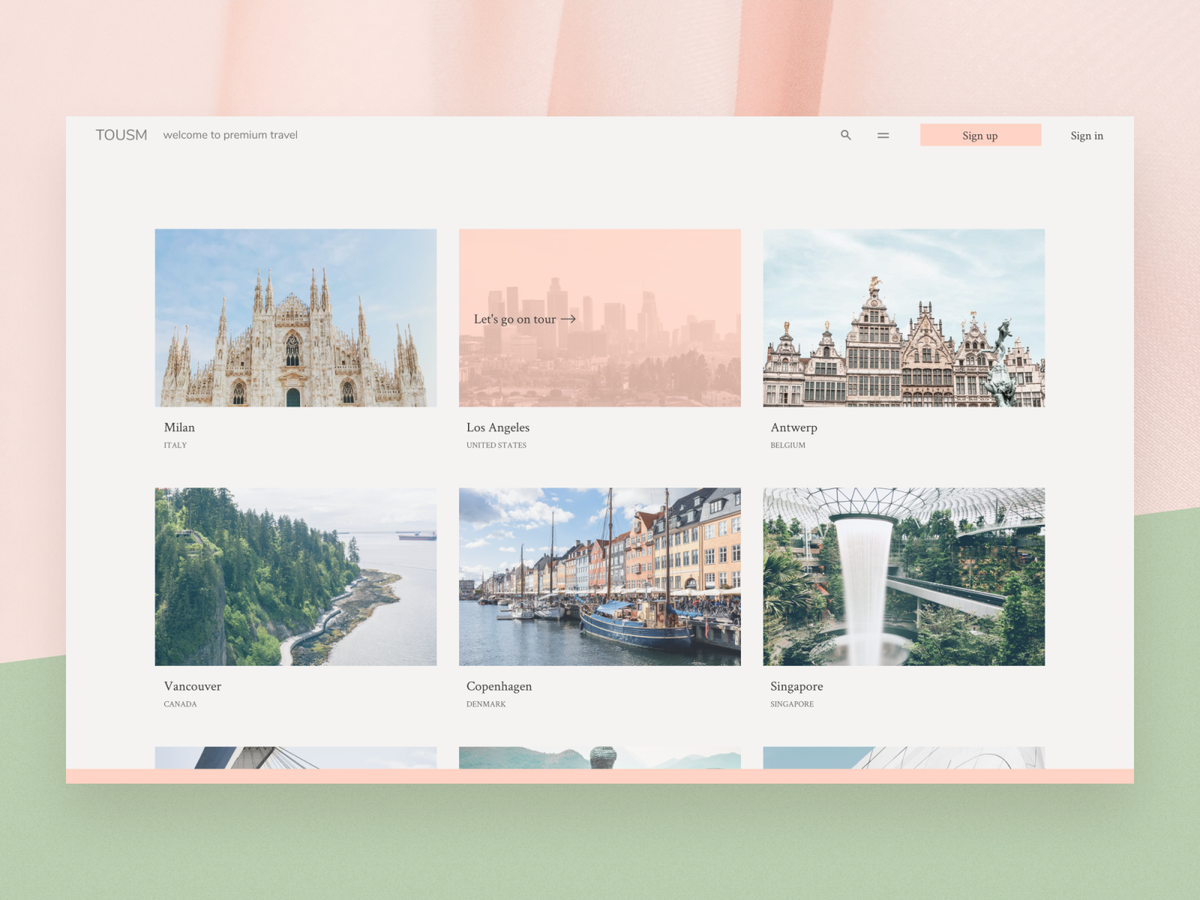 TOUSM welcome to premium travel Sign up Sign in
Let's go on tour →
Milan Los Angeles Antwerp
ITALY UNITED STATES BELGIUM
Vancouver Copenhagen Singapore
CANADA DENMARK SINGAPORE